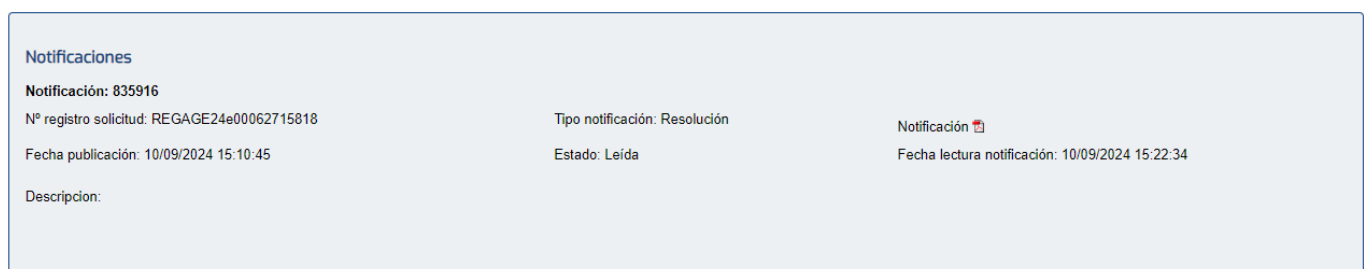 Notificaciones
Notificación: 835916
Nº registro solicitud: REGAGE24e00062715818
Tipo notificación: Resolución
Notificación
Fecha publicación: 10/09/2024 15:10:45
Estado: Leída
Fecha lectura notificación: 10/09/2024 15:22:34
Descripcion: